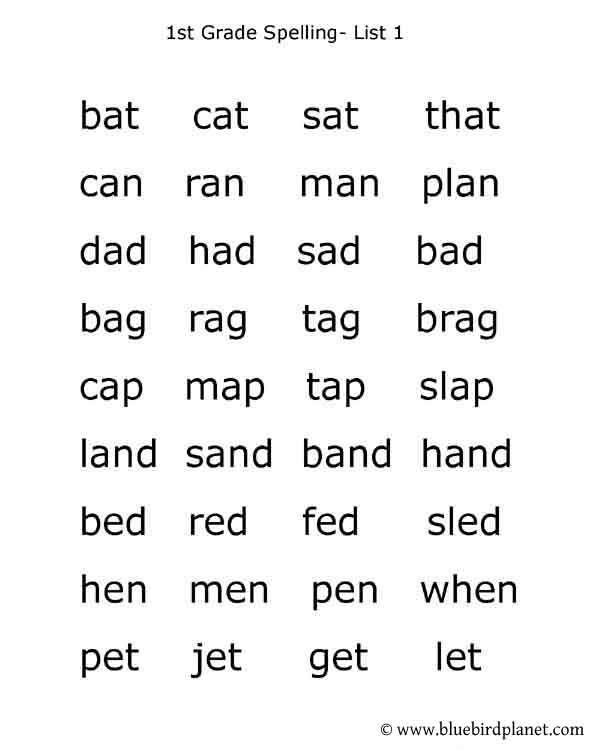 1st Grade Spelling- List 1
bat cat sat that
can ran man plan
dad had sad bad
bag rag tag brag
cap map tap slap
land sand band hand
bed red fed sled
hen men pen when
pet jet get let
© www.bluebirdplanet.com